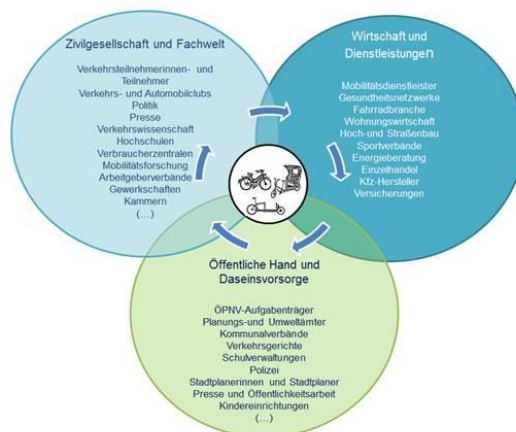 Zivilgesellschaft und Fachwelt
Verkehrsteilnehmerinnen- und
Teilnehmer
Verkehrs- und Automobilclubs
Politik
Presse
Verkehrswissenschaft
Hochschulen
Verbraucherzentralen
Mobilitätsforschung
Arbeitgeberverbände
Gewerkschaften
Kammern
(...)
Wirtschaft und
Dienstleistungen
Mobilitätsdienstleister
Gesundheitsnetzwerke
Fahrradbranche
Wohnungswirtschaft
Hoch-und Straßenbau
Sportverbände
Energieberatung
Einzelhandel
Kfz-Hersteller
Versicherungen
Öffentliche Hand und
Daseinsvorsorge
ÖPNV-Aufgabenträger
Planungs-und Umweltämter
Kommunalverbände
Verkehrsgerichte
Schulverwaltungen
Polizei
Stadtplanerinnen und Stadtplaner
Presse und Öffentlichkeitsarbeit
Kindereinrichtungen
(...)